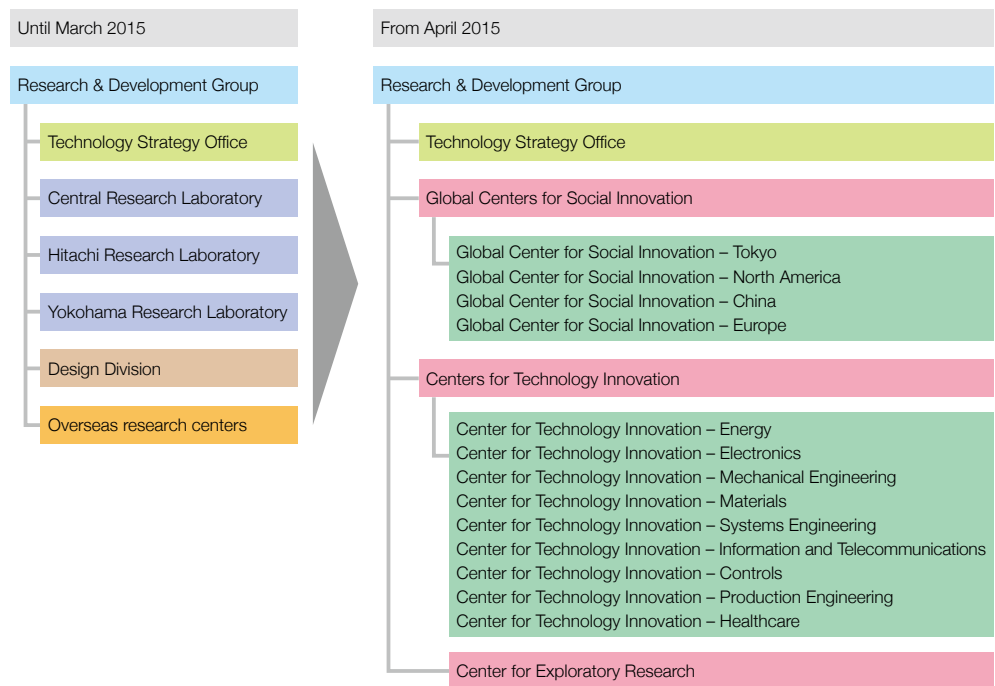 Until March 2015
Research & Development Group
Technology Strategy Office
Central Research Laboratory
Hitachi Research Laboratory
Yokohama Research Laboratory
Design Division
Overseas research centers
From April 2015
Research & Development Group
Technology Strategy Office
Global Centers for Social Innovation
Global Center for Social Innovation – Tokyo
Global Center for Social Innovation – North America
Global Center for Social Innovation – China
Global Center for Social Innovation – Europe
Centers for Technology Innovation
Center for Technology Innovation – Energy
Center for Technology Innovation – Electronics
Center for Technology Innovation – Mechanical Engineering
Center for Technology Innovation – Materials
Center for Technology Innovation – Systems Engineering
Center for Technology Innovation – Information and Telecommunications
Center for Technology Innovation – Controls
Center for Technology Innovation – Production Engineering
Center for Technology Innovation – Healthcare
Center for Exploratory Research